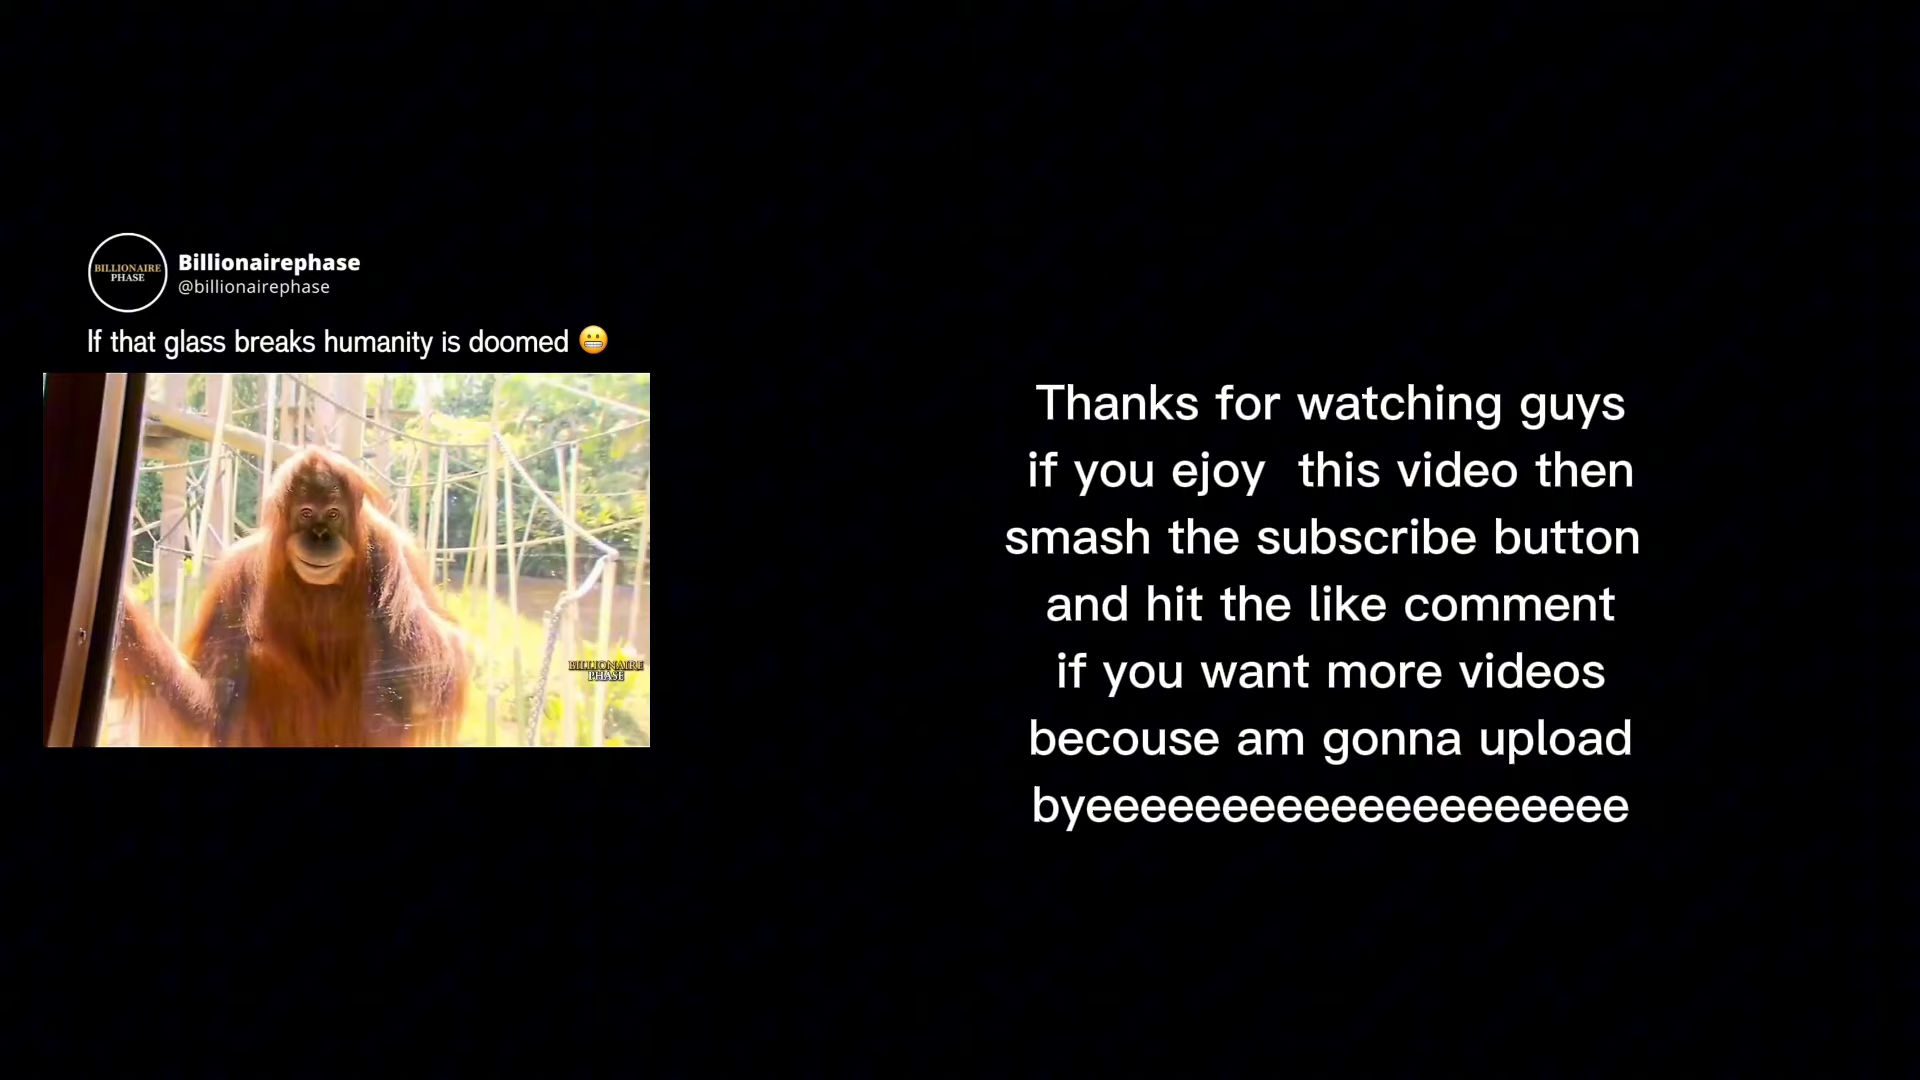 BILLIONAIRE
PHASE
Billionairephase
@billionairephase
If that glass breaks humanity is doomed 😬
BILLIONAIRE
PHASE
Thanks for watching guys
if you ejoy  this video then
smash the subscribe button
and hit the like comment
if you want more videos
becouse am gonna upload
byeeeeeeeeeeeeeeeeeeee